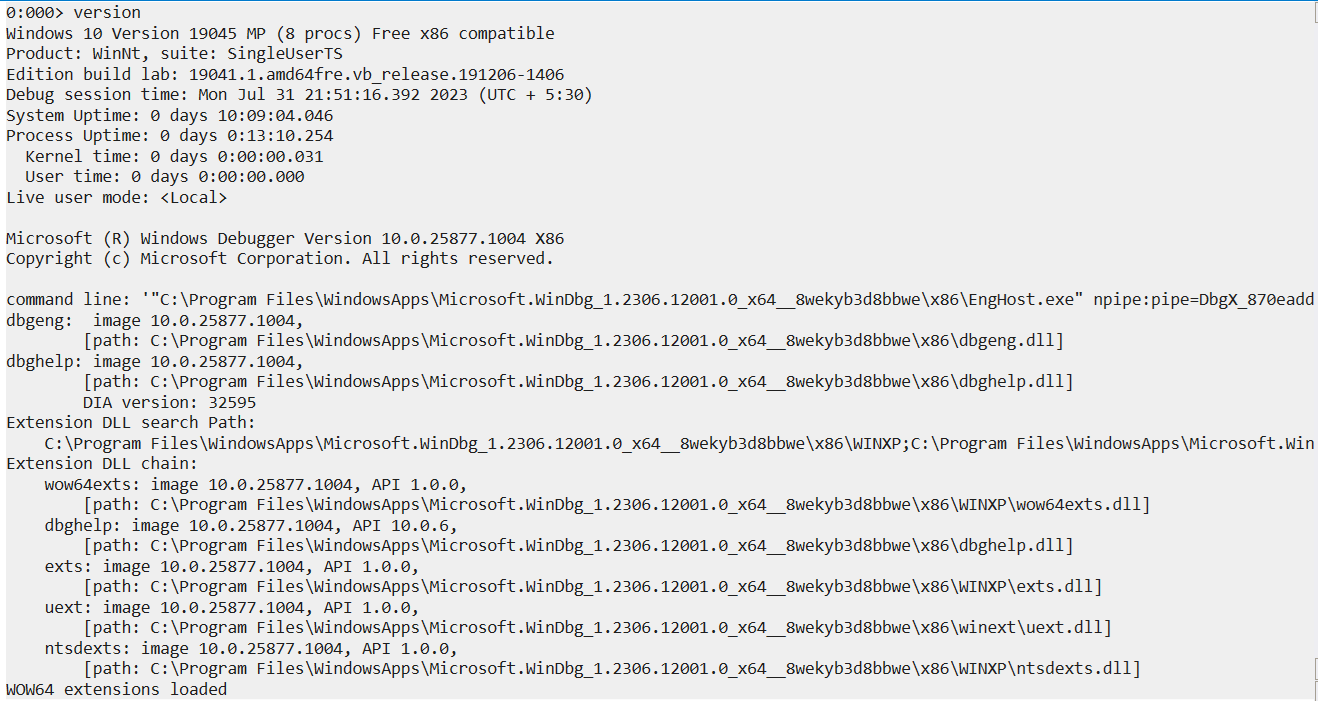 0:000> version
Windows 10 Version 19045 MP (8 procs) Free x86 compatible
Product: WinNt, suite: SingleUserTS
Edition build lab: 19041.1.amd64fre.vb_release.191206-1406
Debug session time: Mon Jul 31 21:51:16.392 2023 (UTC + 5:30)
System Uptime: 0 days 10:09:04.046
Process Uptime: 0 days 0:13:10.254
  Kernel time: 0 days 0:00:00.031
  User time: 0 days 0:00:00.000
Live user mode: <Local>

Microsoft (R) Windows Debugger Version 10.0.25877.1004 X86
Copyright (c) Microsoft Corporation. All rights reserved.

command line: '"C:\Program Files\WindowsApps\Microsoft.WinDbg_1.2306.12001.0_x64__8wekyb3d8bbwe\x86\EngHost.exe" npipe:pipe=DbgX_870eadd
dbgeng:  image 10.0.25877.1004,
        [path: C:\Program Files\WindowsApps\Microsoft.WinDbg_1.2306.12001.0_x64__8wekyb3d8bbwe\x86\dbgeng.dll]
dbghelp: image 10.0.25877.1004,
        [path: C:\Program Files\WindowsApps\Microsoft.WinDbg_1.2306.12001.0_x64__8wekyb3d8bbwe\x86\dbghelp.dll]
        DIA version: 32595
Extension DLL search Path:
    C:\Program Files\WindowsApps\Microsoft.WinDbg_1.2306.12001.0_x64__8wekyb3d8bbwe\x86\WINXP;C:\Program Files\WindowsApps\Microsoft.Win
Extension DLL chain:
    wow64exts: image 10.0.25877.1004, API 1.0.0,
        [path: C:\Program Files\WindowsApps\Microsoft.WinDbg_1.2306.12001.0_x64__8wekyb3d8bbwe\x86\WINXP\wow64exts.dll]
    dbghelp: image 10.0.25877.1004, API 10.0.6,
        [path: C:\Program Files\WindowsApps\Microsoft.WinDbg_1.2306.12001.0_x64__8wekyb3d8bbwe\x86\dbghelp.dll]
    exts: image 10.0.25877.1004, API 1.0.0,
        [path: C:\Program Files\WindowsApps\Microsoft.WinDbg_1.2306.12001.0_x64__8wekyb3d8bbwe\x86\WINXP\exts.dll]
    uext: image 10.0.25877.1004, API 1.0.0,
        [path: C:\Program Files\WindowsApps\Microsoft.WinDbg_1.2306.12001.0_x64__8wekyb3d8bbwe\x86\winext\uext.dll]
    ntsdexts: image 10.0.25877.1004, API 1.0.0,
        [path: C:\Program Files\WindowsApps\Microsoft.WinDbg_1.2306.12001.0_x64__8wekyb3d8bbwe\x86\WINXP\ntsdexts.dll]
WOW64 extensions loaded